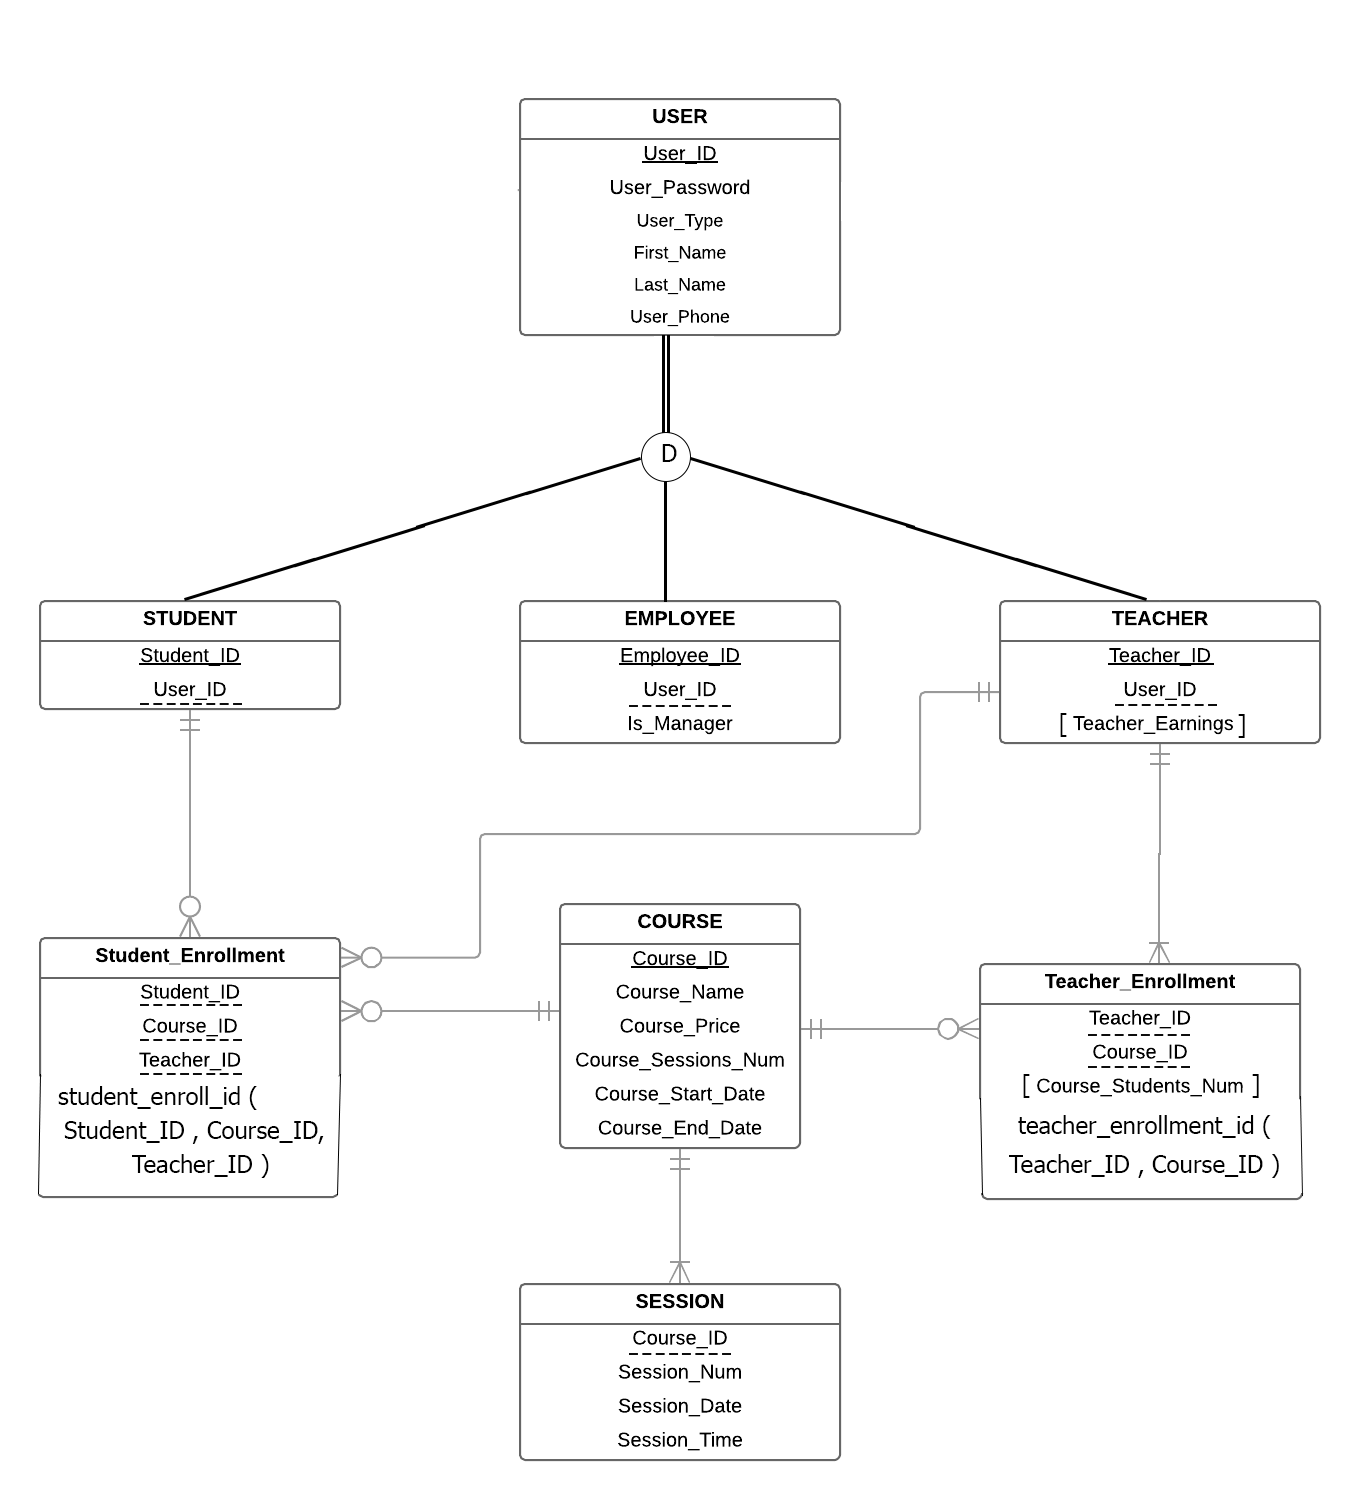 USER
User_ID
User_Password
User_Type
First_Name
Last_Name
User_Phone
D
STUDENT
Student_ID
User_ID
EMPLOYEE
Employee_ID
User_ID
Is_Manager
TEACHER
Teacher_ID
User_ID
[ Teacher_Earnings ]
Student_Enrollment
Student_ID
Course_ID
Teacher_ID
student_enroll_id (
Student_ID , Course_ID,
Teacher_ID )
COURSE
Course_ID
Course_Name
Course_Price
Course_Sessions_Num
Course_Start_Date
Course_End_Date
Teacher_Enrollment
Teacher_ID
Course_ID
[ Course_Students_Num ]
teacher_enrollment_id (
Teacher_ID , Course_ID )
SESSION
Course_ID
Session_Num
Session_Date
Session_Time